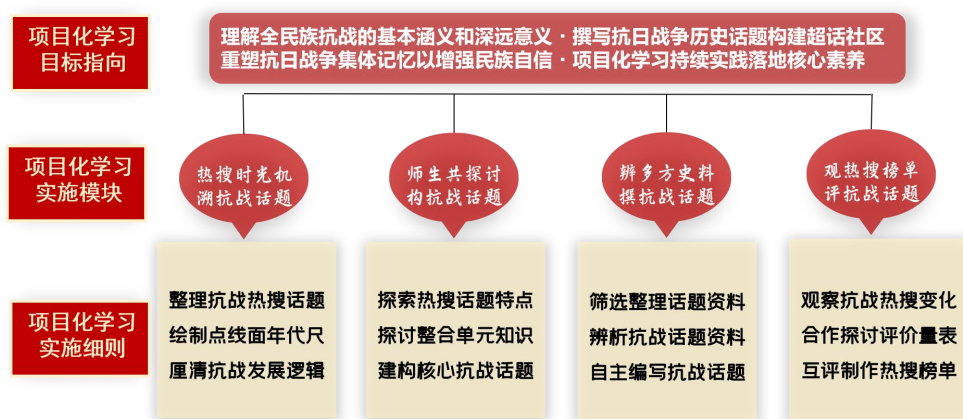 项目化学习
目标指向
理解全民族抗战的基本涵义和深远意义·撰写抗日战争历史话题构建超话社区
重塑抗日战争集体记忆以增强民族自信·项目化学习持续实践落地核心素养
项目化学习
实施模块
热搜时光机
溯抗战话题
师生共探讨
构抗战话题
辨多方史料
撰抗战话题
观热搜榜单
评抗战话题
项目化学习
实施细则
整理抗战热搜话题
绘制点线面年代尺
厘清抗战发展逻辑
探索热搜话题特点
探讨整合单元知识
建构核心抗战话题
筛选整理话题资料
辨析抗战话题资料
自主编写抗战话题
观察抗战热搜变化
合作探讨评价量表
互评制作热搜榜单